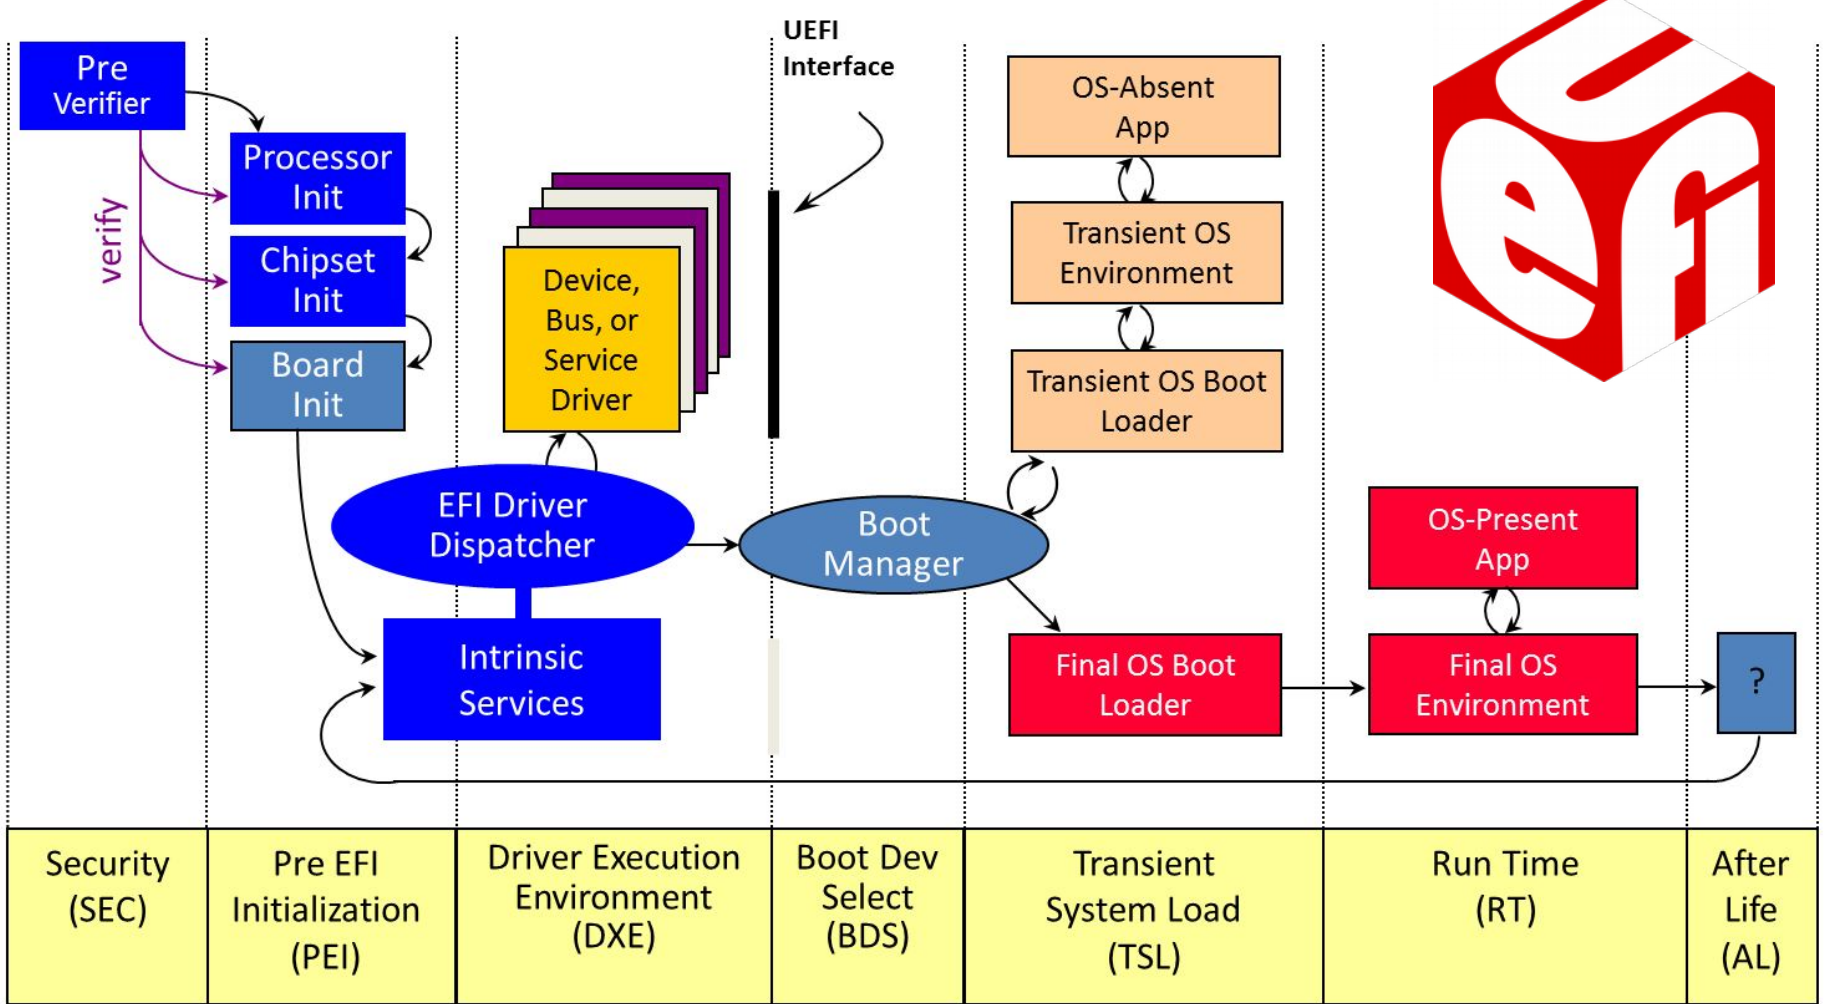 UEFI
Interface
Pre
Verifier
verify
Processor
Init
Chipset
Init
Board
Init
Device,
Bus, or
Service
Driver
EFI Driver
Dispatcher
Intrinsic
Services
Boot
Manager
OS-Absent
App
Transient OS
Environment
Transient OS Boot
Loader
Final OS Boot
Loader
OS-Present
App
Final OS
Environment
?
UEFI
Security
(SEC)
Pre EFI
Initialization
(PEI)
Driver Execution
Environment
(DXE)
Boot Dev
Select
(BDS)
Transient
System Load
(TSL)
Run Time
(RT)
After
Life
(AL)